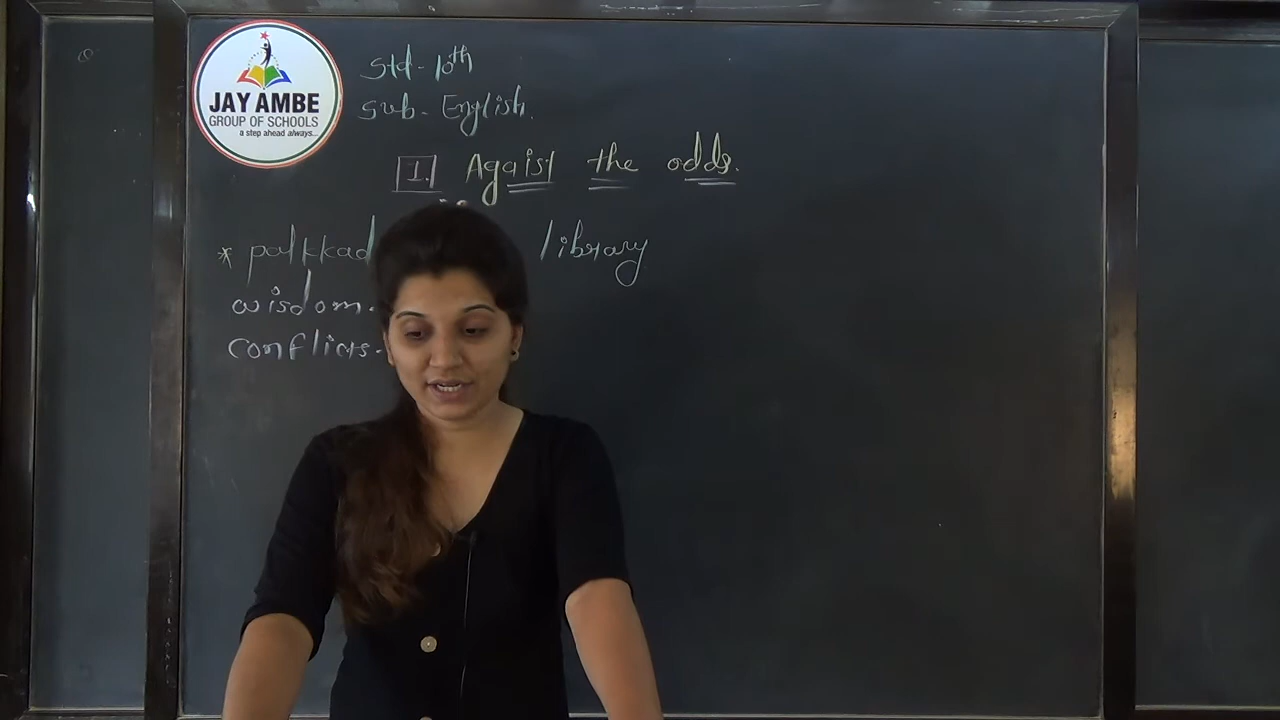 JAY AMBE
GROUP OF SCHOOLS
a step ahead always...
Std - 10th
Sub - English.
1. Agaist the odds.
* palkkad library
wisdom.
conflicts.